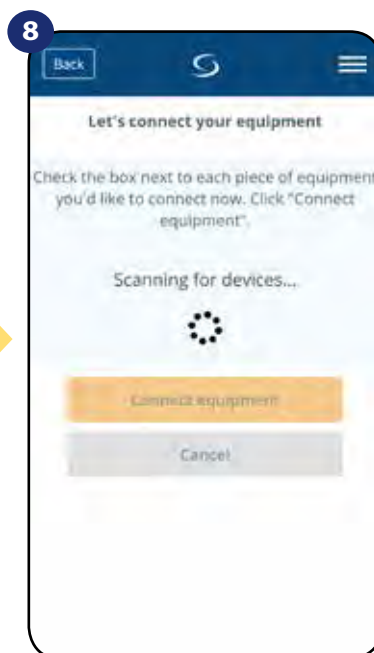 8
Back
Let's connect your equipment
Check the box next to each piece of equipment
you'd like to connect now. Click "Connect
equipment".
Scanning for devices...
Connect equipment
Cancel